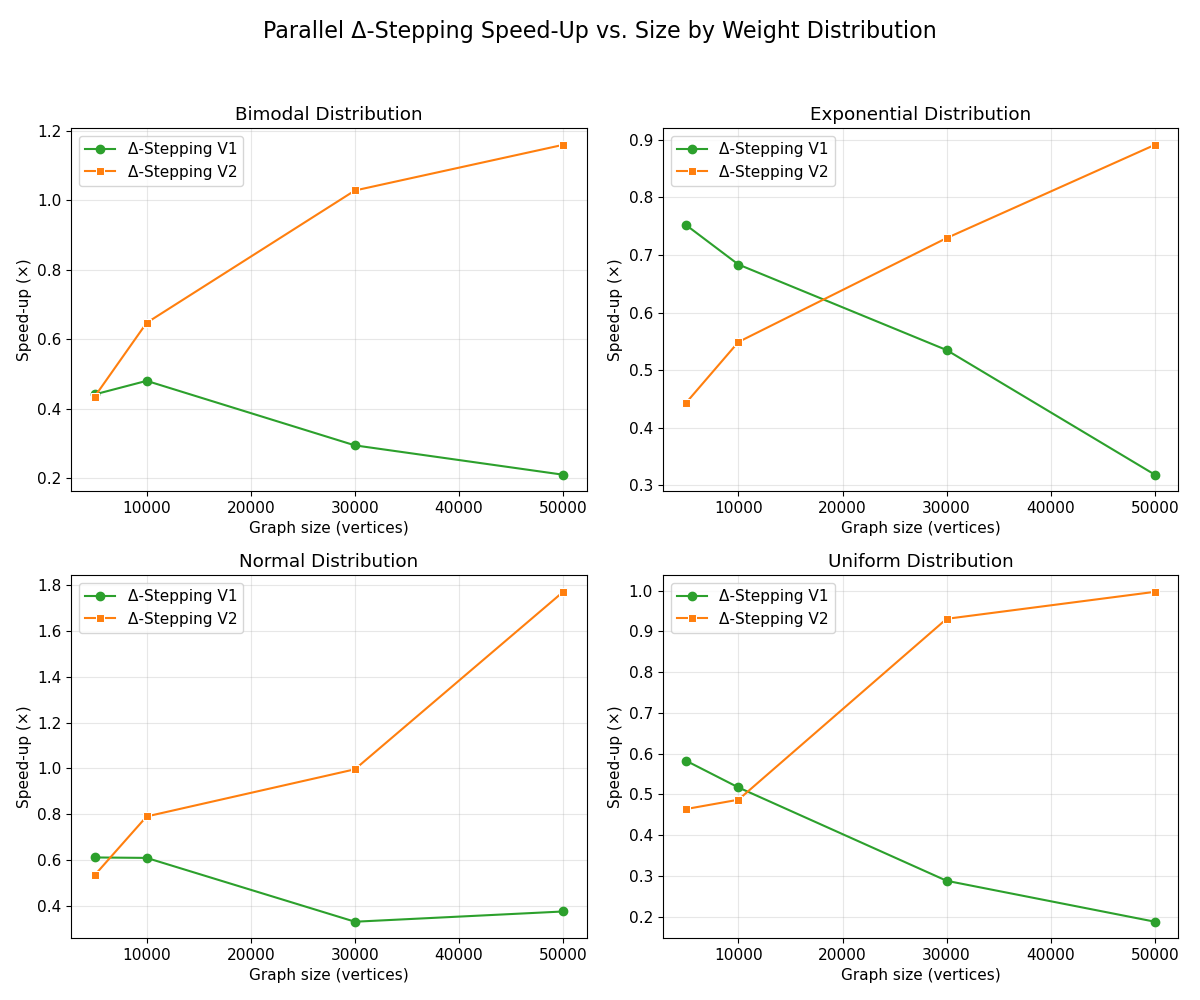 Parallel Δ-Stepping Speed-Up vs. Size by Weight Distribution
Bimodal Distribution
Δ-Stepping V1
Δ-Stepping V2
Speed-up (×)
1.2
1.0
0.8
0.6
0.4
0.2
10000 20000 30000 40000 50000
Graph size (vertices)
Exponential Distribution
Δ-Stepping V1
Δ-Stepping V2
Speed-up (×)
0.9
0.8
0.7
0.6
0.5
0.4
0.3
10000 20000 30000 40000 50000
Graph size (vertices)
Normal Distribution
Δ-Stepping V1
Δ-Stepping V2
Speed-up (×)
1.8
1.6
1.4
1.2
1.0
0.8
0.6
0.4
10000 20000 30000 40000 50000
Graph size (vertices)
Uniform Distribution
Δ-Stepping V1
Δ-Stepping V2
Speed-up (×)
1.0
0.9
0.8
0.7
0.6
0.5
0.4
0.3
0.2
10000 20000 30000 40000 50000
Graph size (vertices)